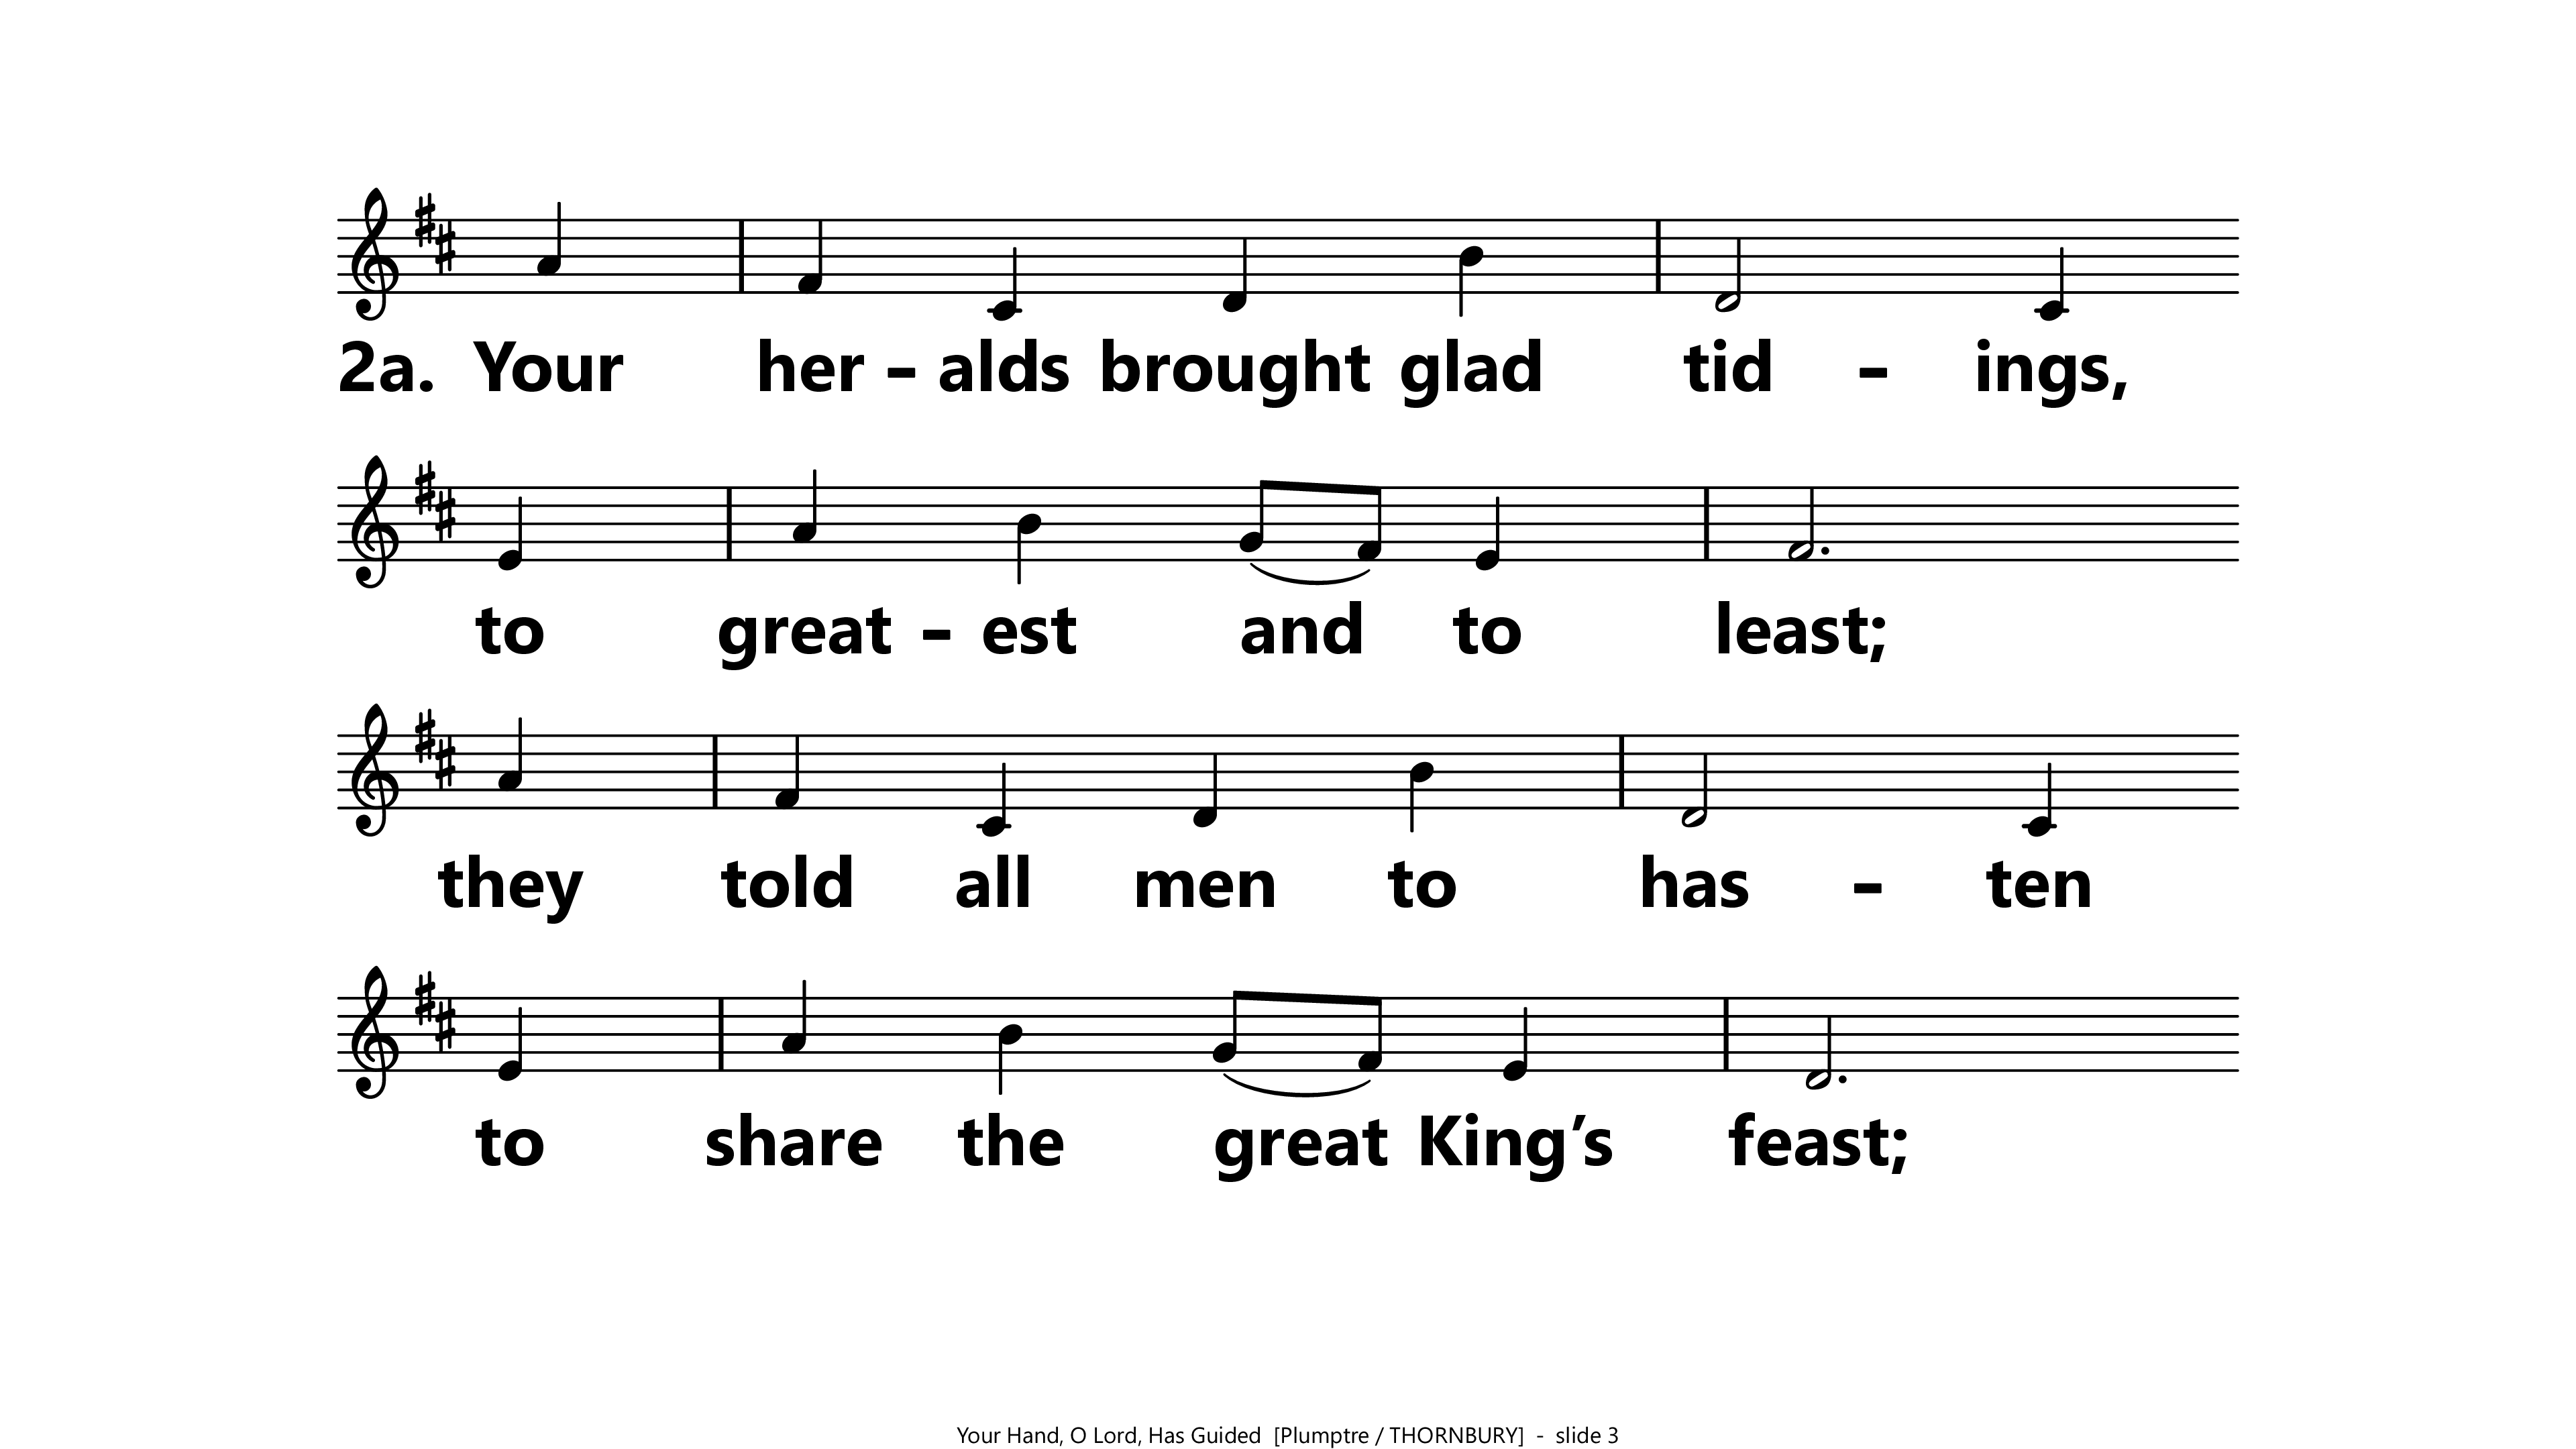 2a. Your her - alds brought glad tid - ings,
to great - est and to least;
they told all men to has - ten
to share the great King’s feast;
Your Hand, O Lord, Has Guided [Plumptre / THORNBURY] - slide 3